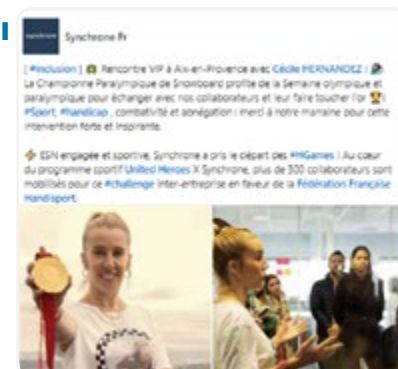 synchrone Synchrone Fr
[ #inclusion ] Rencontre VIP à Aix-en-Provence avec Cécile HERNANDEZ !
La Championne Paralympique de Snowboard profite de la Semaine olympique et
paralympique pour échanger avec nos collaborateurs et leur faire toucher l'or !
#Sport, #handicap , combativité et abnégation : merci à notre marraine pour cette
intervention forte et inspirante.
ESN engagée et sportive, Synchrone a pris le départ des #HGames ! Au cœur
du programme sportif United Heroes X Synchrone, plus de 300 collaborateurs sont
mobilisés pour ce #challenge inter-entreprise en faveur de la Fédération Française
Handisport.